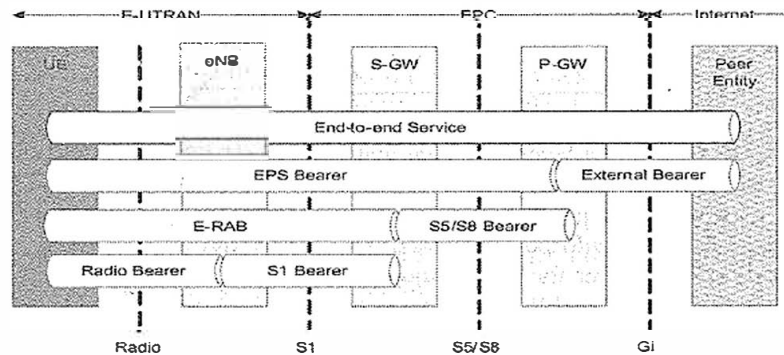 E-UTRAN EPC Internet
UE eNB S-GW P-GW Peer
Entity
End-to-end Service
EPS Bearer External Bearer
E-RAB S5/S8 Bearer
Radio Bearer S1 Bearer
Radio S1 S5/S8 Gi